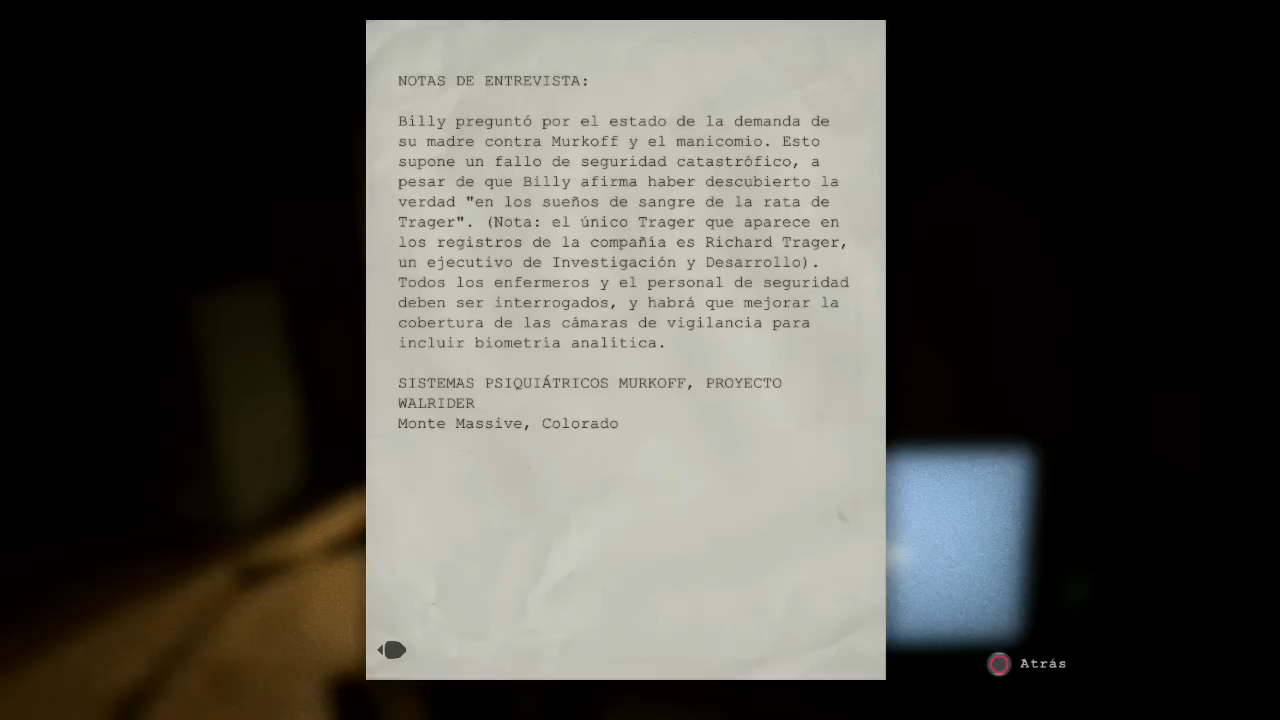 NOTAS DE ENTREVISTA:
Billy preguntó por el estado de la demanda de
su madre contra Murkoff y el manicomio. Esto
supone un fallo de seguridad catastrófico, a
pesar de que Billy afirma haber descubierto la
verdad "en los sueños de sangre de la rata de
Trager". (Nota: el único Trager que aparece en
los registros de la compañía es Richard Trager,
un ejecutivo de Investigación y Desarrollo).
Todos los enfermeros y el personal de seguridad
deben ser interrogados, y habrá que mejorar la
cobertura de las cámaras de vigilancia para
incluir biometría analítica.
SISTEMAS PSIQUIÁTRICOS MURKOFF, PROYECTO
WALRIDER
Monte Massive, Colorado
Atrás